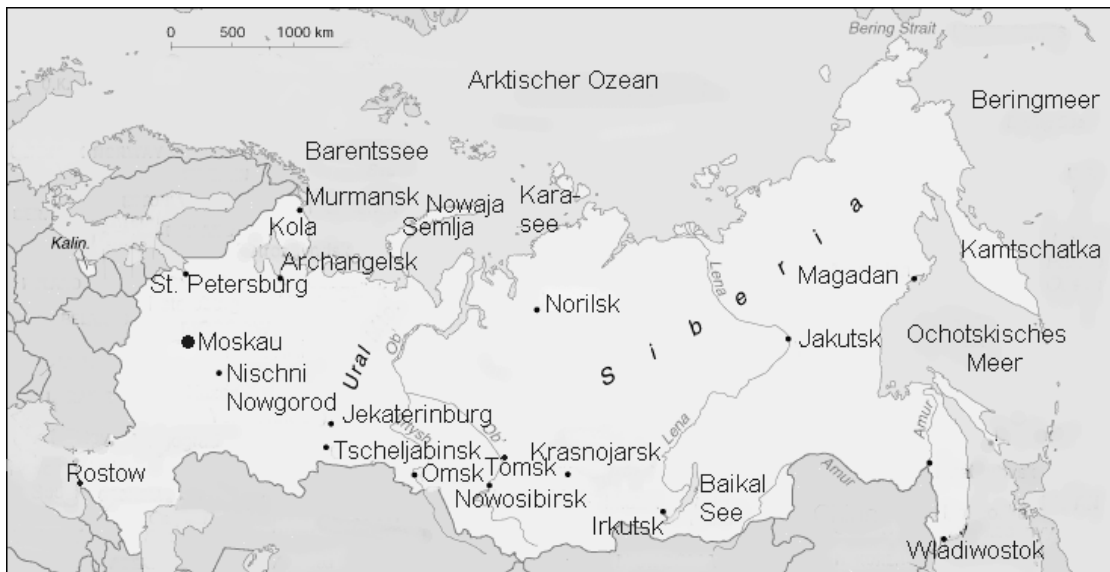 Bering Strait
0 500 1000 km
Arktischer Ozean
Beringmeer
Barentssee
Murmansk
Nowaja
Semlja
Kara-
see
Kola
Kalin.
Archangelsk
St. Petersburg
Kamtschatka
Magadan
Lena
Siberia
Norilsk
Moskau
Ob
Ural
Jakutsk
Ochotskisches
Meer
Nischni
Nowgorod
Jekaterinburg
Ob'
Lena
Amur
Tscheljabinsk
Tomsk
Krasnojarsk
Rostow
Omsk
Nowosibirsk
Baikal
See
Amur
Irkutsk
Wladiwostok